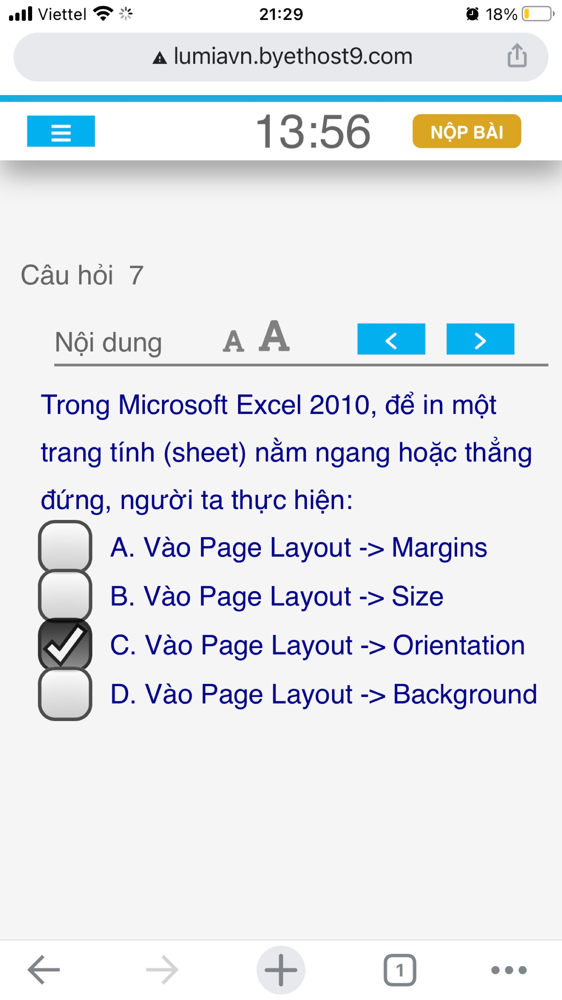 Viettel 21:29 18%
lumiavn.byethost9.com
13:56 NỘP BÀI
Câu hỏi 7
Nội dung A A
Trong Microsoft Excel 2010, để in một
trang tính (sheet) nằm ngang hoặc thẳng
đứng, người ta thực hiện:
A. Vào Page Layout -> Margins
B. Vào Page Layout -> Size
C. Vào Page Layout -> Orientation
D. Vào Page Layout -> Background
1